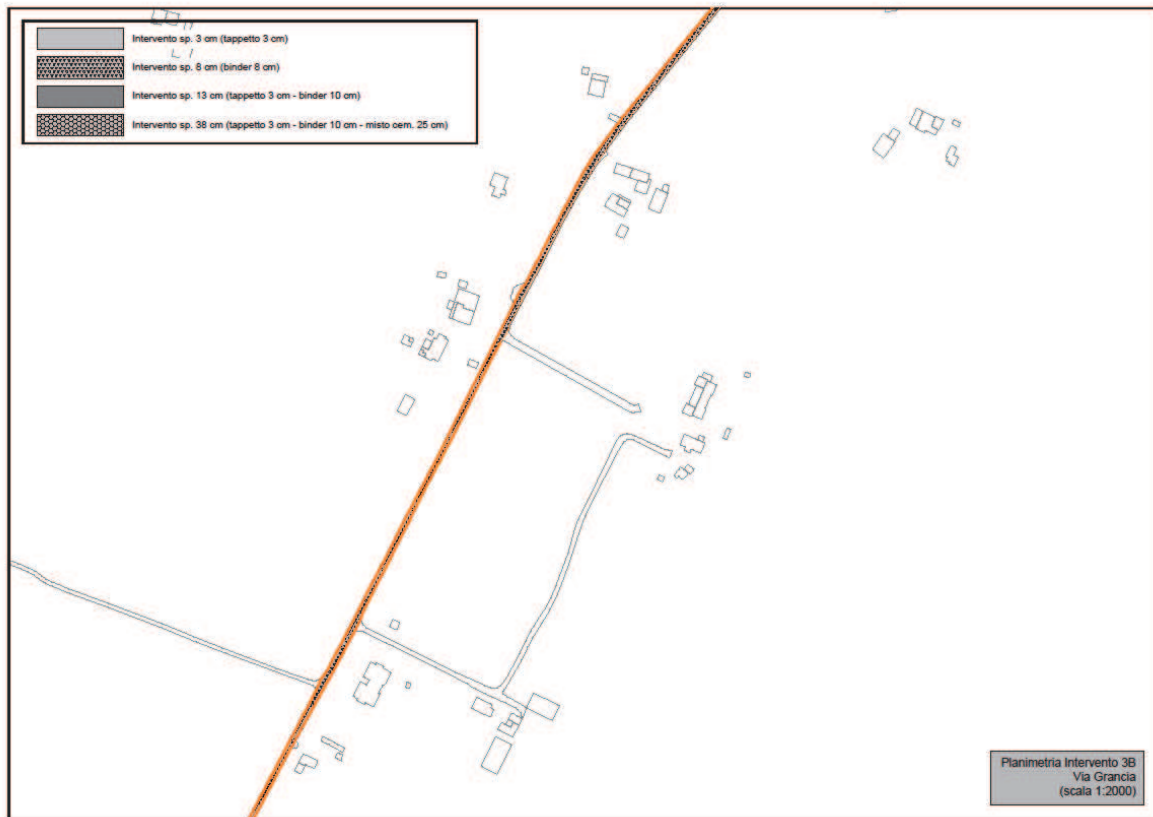 Intervento sp. 3 cm (tappetto 3 cm)
Intervento sp. 8 cm (binder 8 cm)
Intervento sp. 13 cm (tappetto 3 cm - binder 10 cm)
Intervento sp. 38 cm (tappetto 3 cm - binder 10 cm - misto cem. 25 cm)
Planimetria Intervento 3B
Via Grancia
(scala 1:2000)